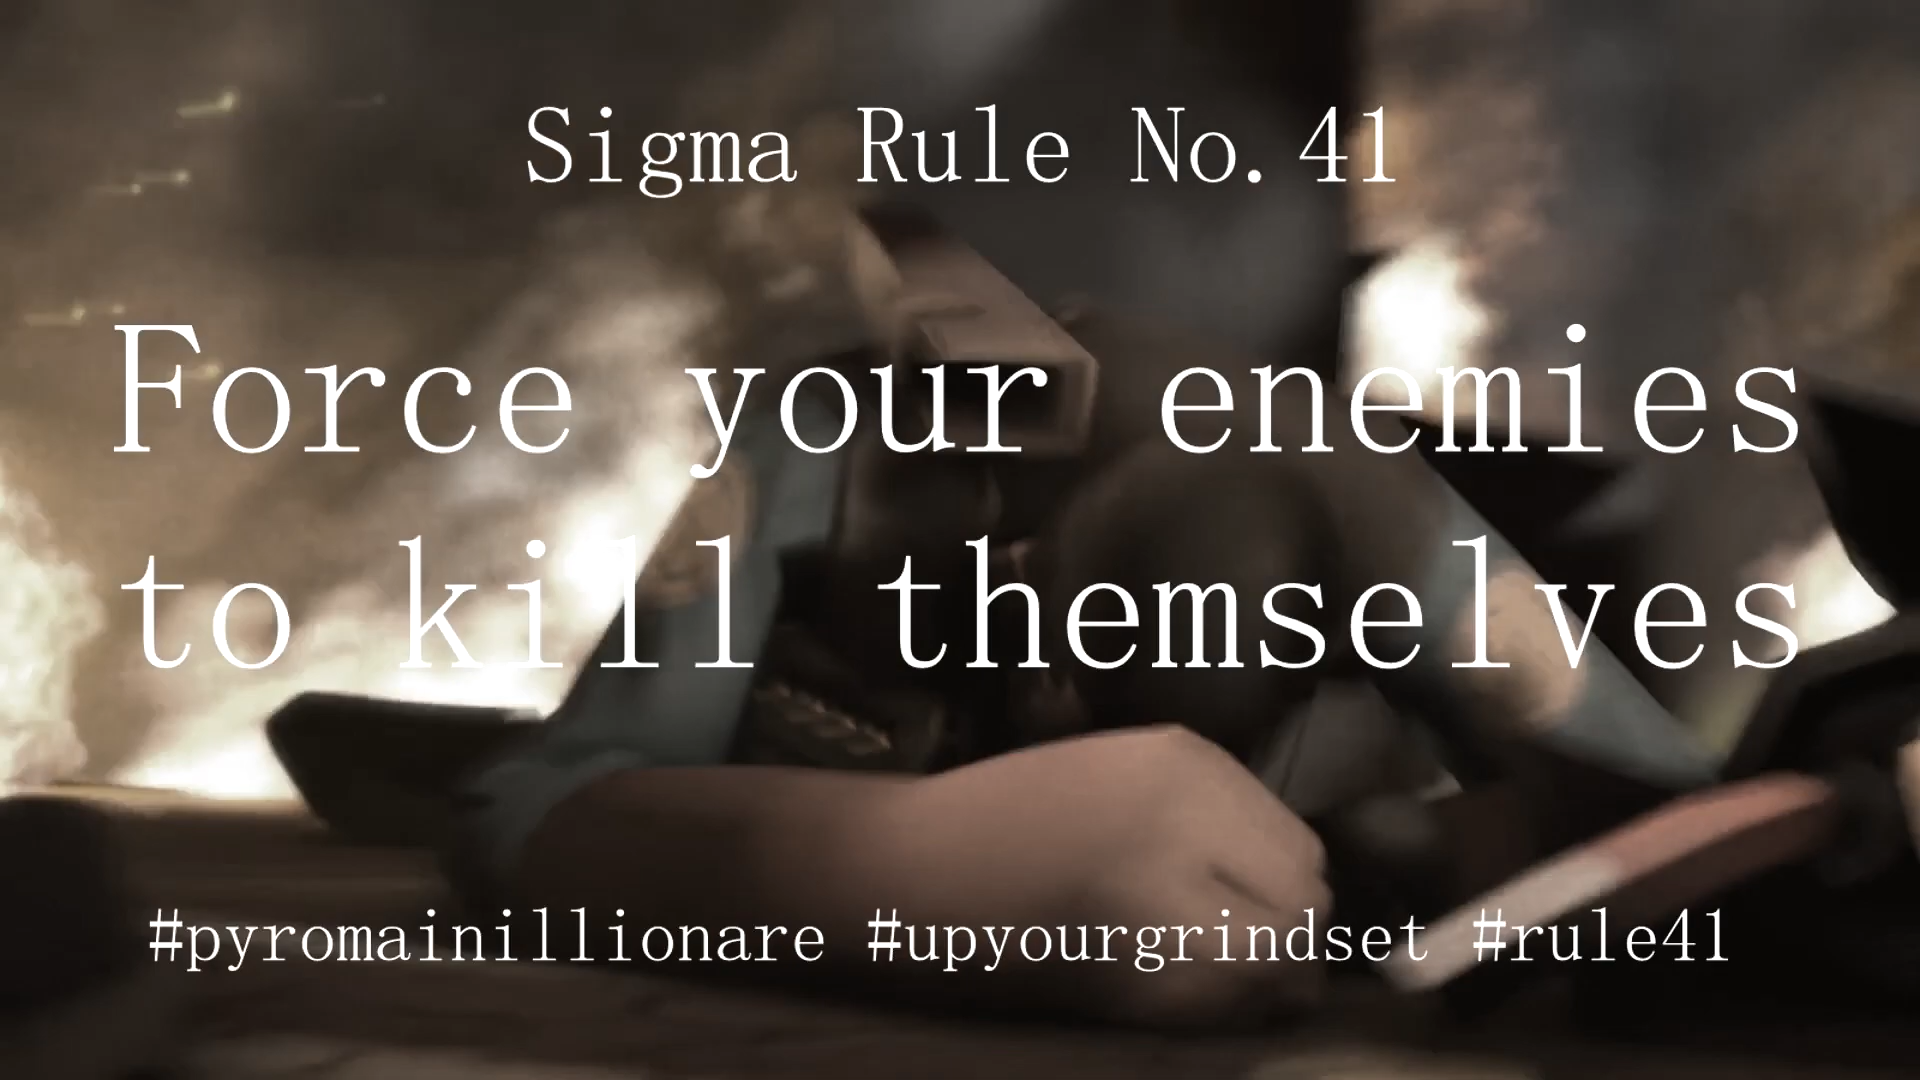 Sigma Rule No.41
Force your enemies
to kill themselves
#pyromainillionare #upyourgrindset #rule41